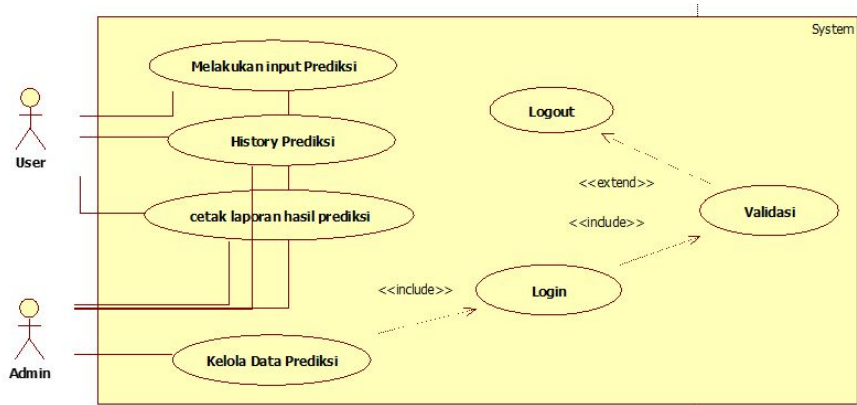 System
Melakukan input Prediksi
Logout
User
History Prediksi
<<extend>>
cetak laporan hasil prediksi
Validasi
<<include>>
<<include>>
Login
Admin
Kelola Data Prediksi